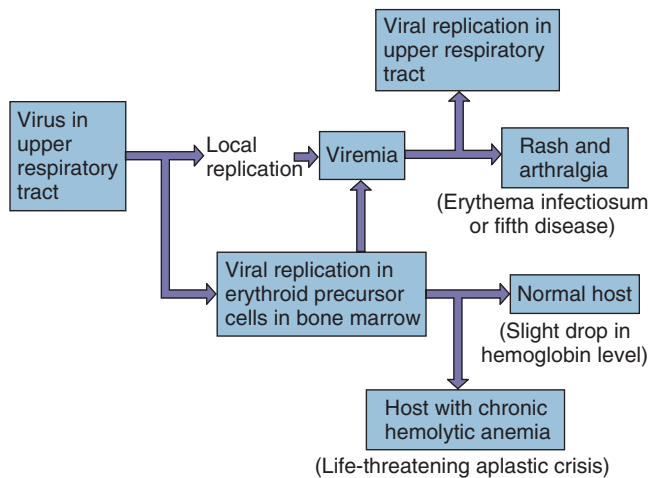 Viral replication in
upper respiratory
tract
Virus in
upper
respiratory
tract
Local
replication
Viremia
Rash and
arthralgia
(Erythema infectiosum
or fifth disease)
Viral replication in
erythroid precursor
cells in bone marrow
Normal host
(Slight drop in
hemoglobin level)
Host with chronic
hemolytic anemia
(Life-threatening aplastic crisis)